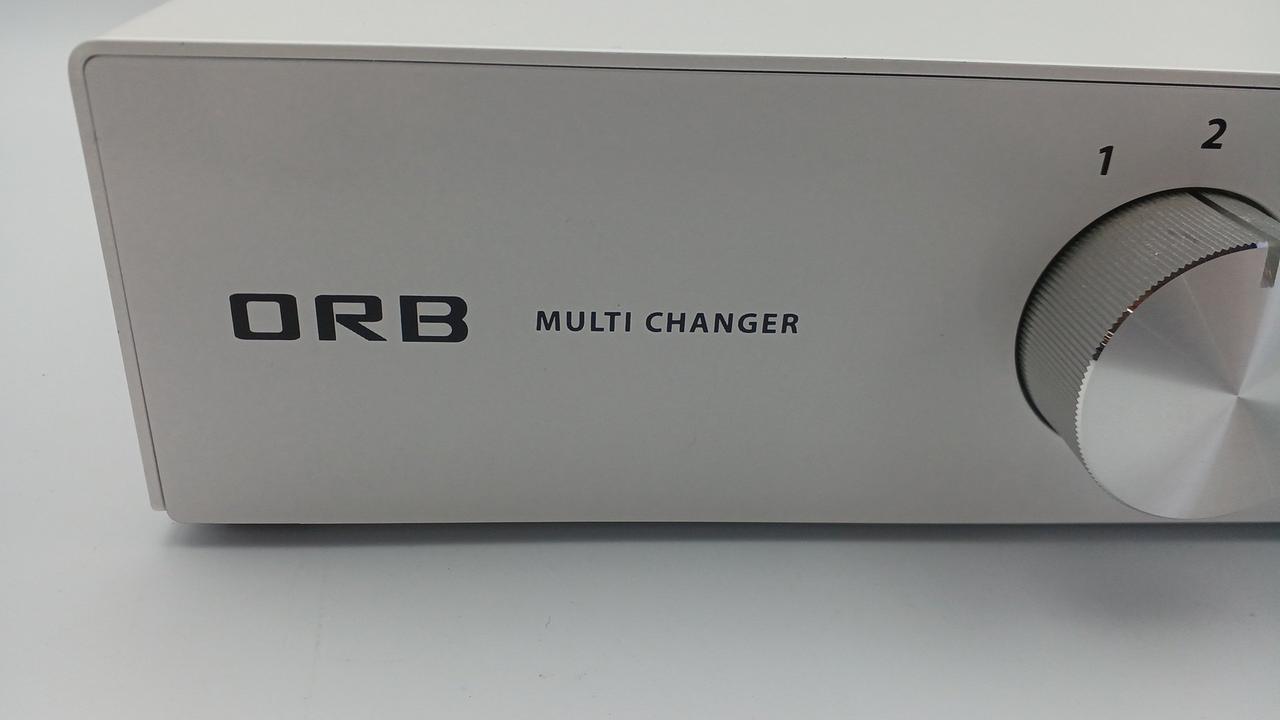 1 2
ORB MULTI CHANGER